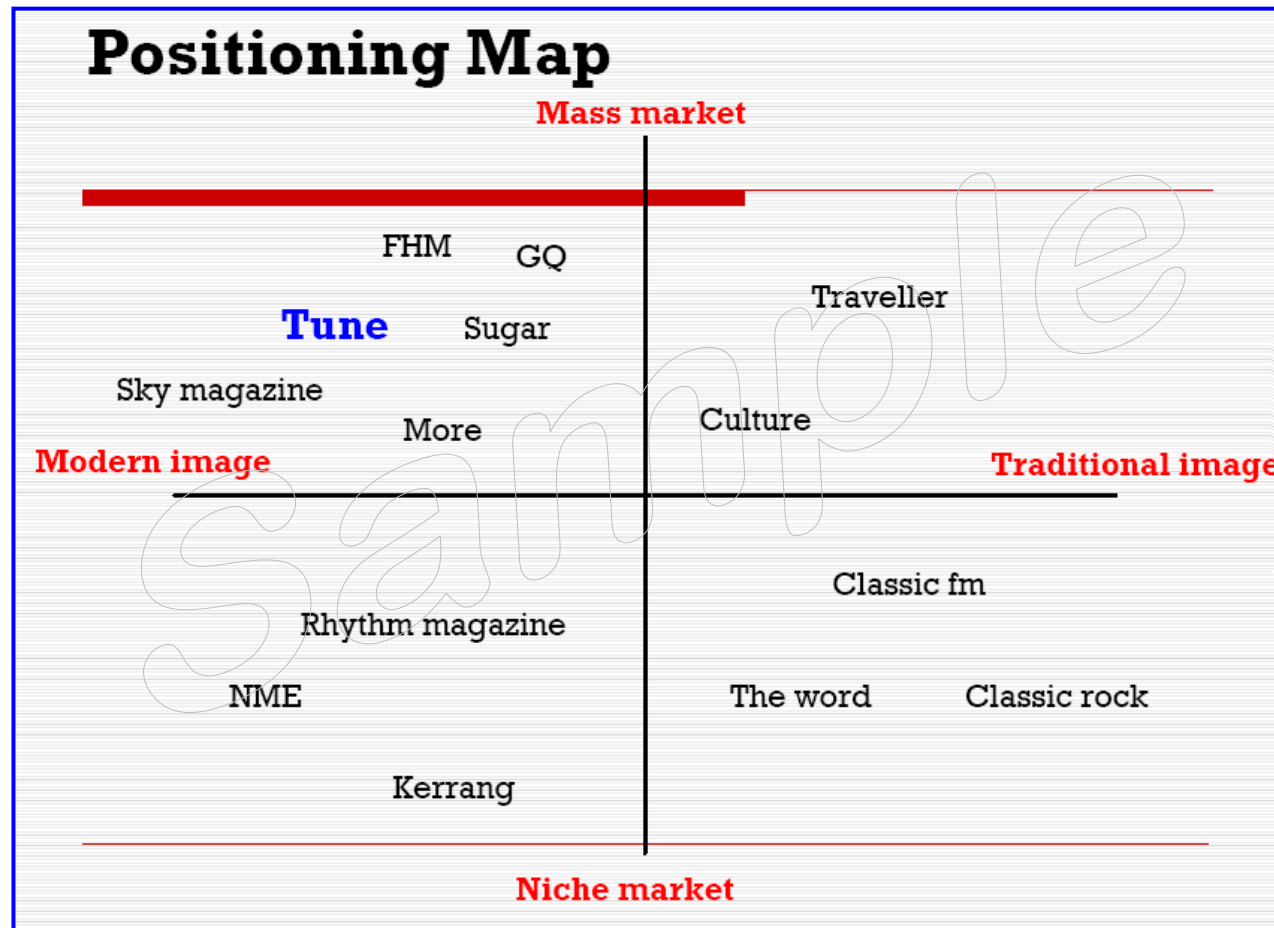 Positioning Map
Mass market
FHM
GQ
Traveller
Tune
Sugar
Sky magazine
More
Culture
Modern image
Traditional image
Classic fm
Rhythm magazine
NME
The word
Classic rock
Kerrang
Niche market
Sample